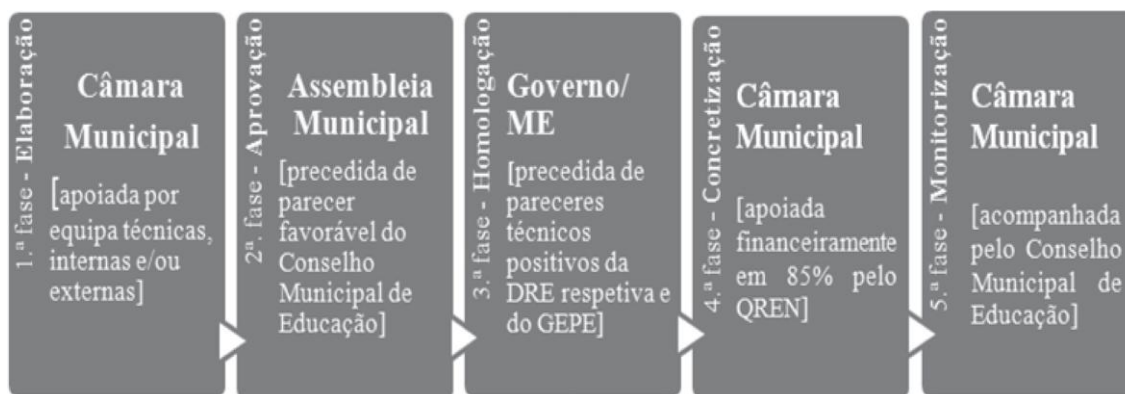 1.ª fase - Elaboração
Câmara
Municipal
[apoiada por
equipa técnicas,
internas e/ou
externas]
2ª. fase - Aprovação
Assembleia
Municipal
[precedida de
parecer
favorável do
Conselho
Municipal de
Educação]
3.ª fase - Homologação
Governo/
ME
[precedida de
pareceres
técnicos
positivos da
DRE respetiva e
do GEPE]
4.ª fase - Concretização
Câmara
Municipal
[apoiada
financeiramente
em 85% pelo
QREN]
5.ª fase - Monitorização
Câmara
Municipal
[acompanhada
pelo Conselho
Municipal de
Educação]